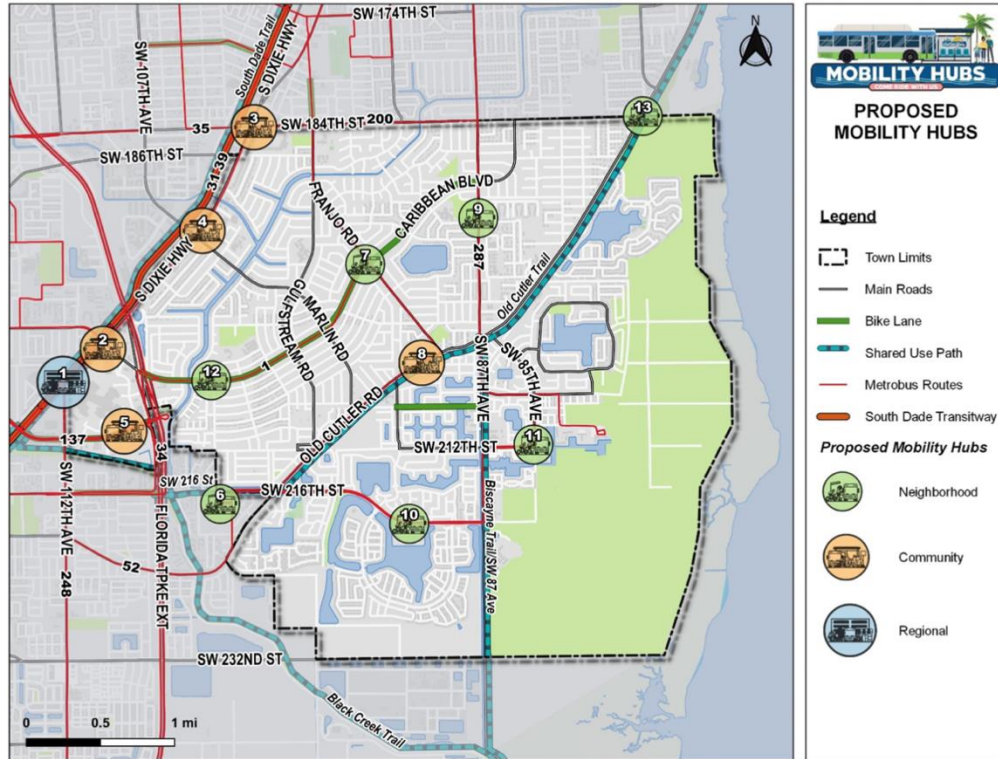 SW 174TH ST
N
SW 107TH AVE
South Dade Trail
S DIXIE HWY
3
35
SW 184TH ST
200
13
SW 186TH ST
31
39
FRANJO RD
CARIBBEAN BLVD
9
4
7
287
S DIXIE HWY
GULFSTREAM RD
MARLIN RD
Old Cutler Trail
2
8
SW 87TH AVE
SW 85TH AVE
1
12
1
5
OLD CUTLER RD
137
34
SW 212TH ST
11
SW 216 St
6
SW 216TH ST
10
SW 112TH AVE
FLORIDA TPKE EXT
Biscayne Trail/SW 87 Ave
52
248
SW 232ND ST
Black Creek Trail
0 0.5 1 mi
MOBILITY HUBS
COME RIDE WITH US
PROPOSED
MOBILITY HUBS
Legend
Town Limits
Main Roads
Bike Lane
Shared Use Path
Metrobus Routes
South Dade Transitway
Proposed Mobility Hubs
Neighborhood
Community
Regional